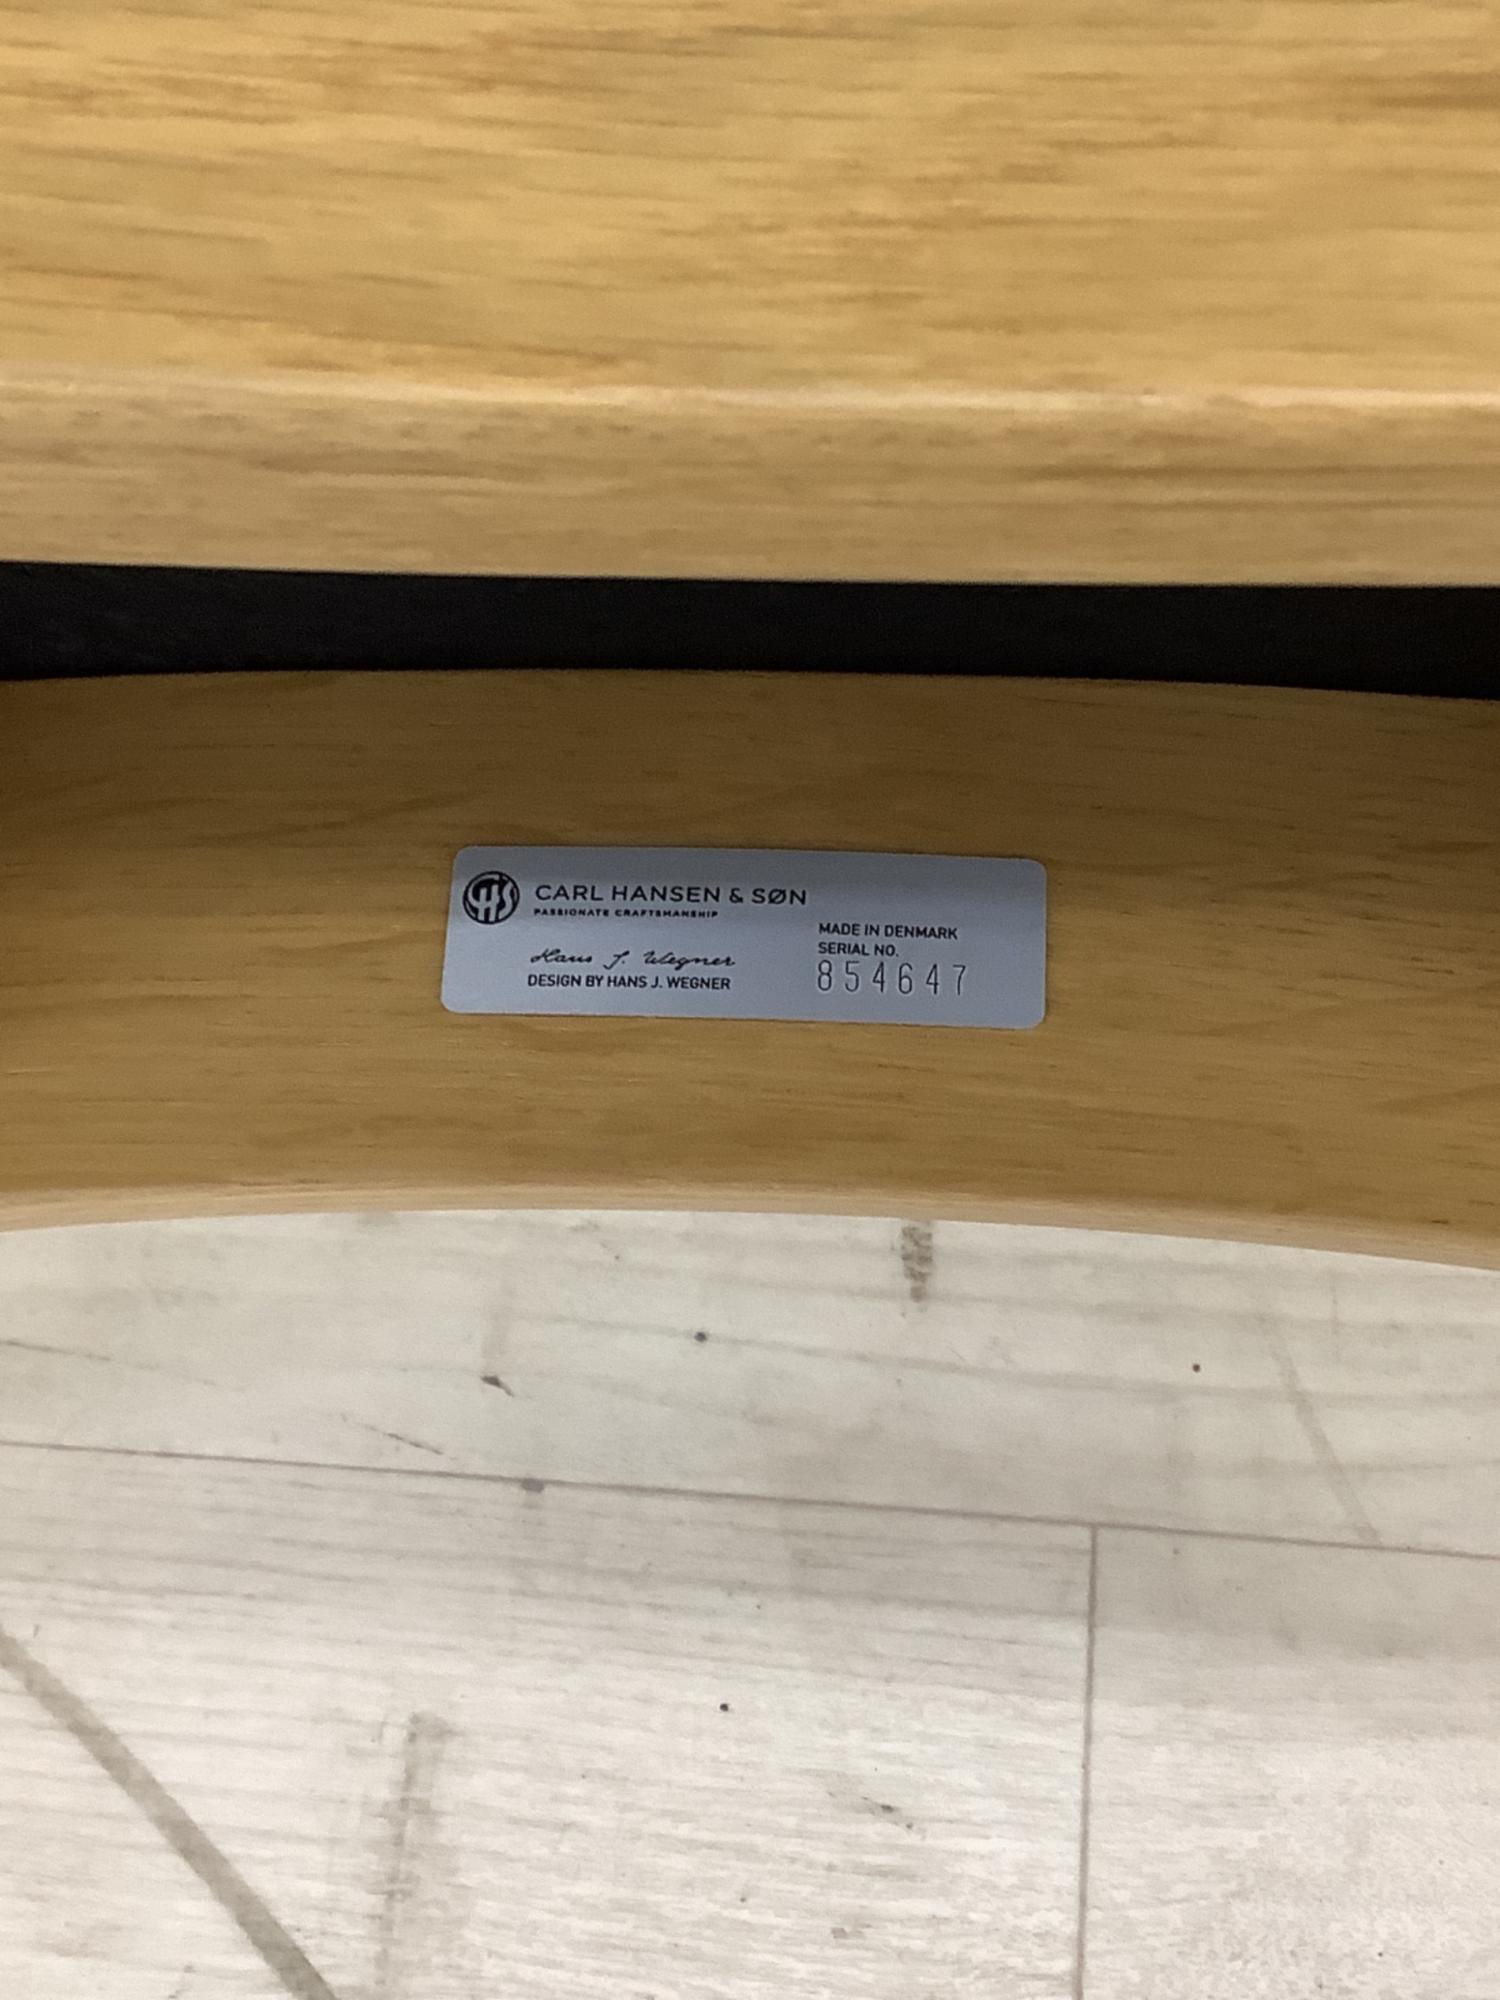 CHS
CARL HANSEN & SØN
PASSIONATE CRAFTSMANSHIP
Hans J. Wegner
DESIGN BY HANS J. WEGNER
MADE IN DENMARK
SERIAL NO.
854647